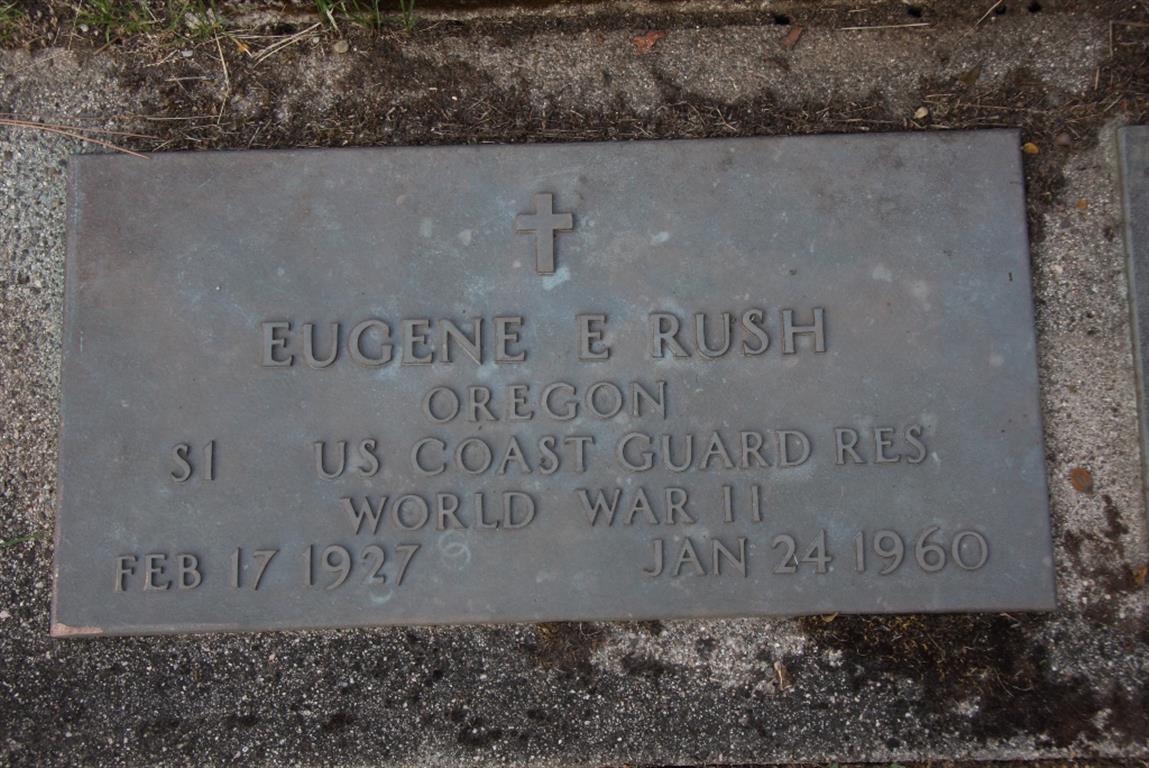 EUGENE E RUSH
OREGON
S1 US COAST GUARD RES
WORLD WAR II
FEB 17 1927 JAN 24 1960